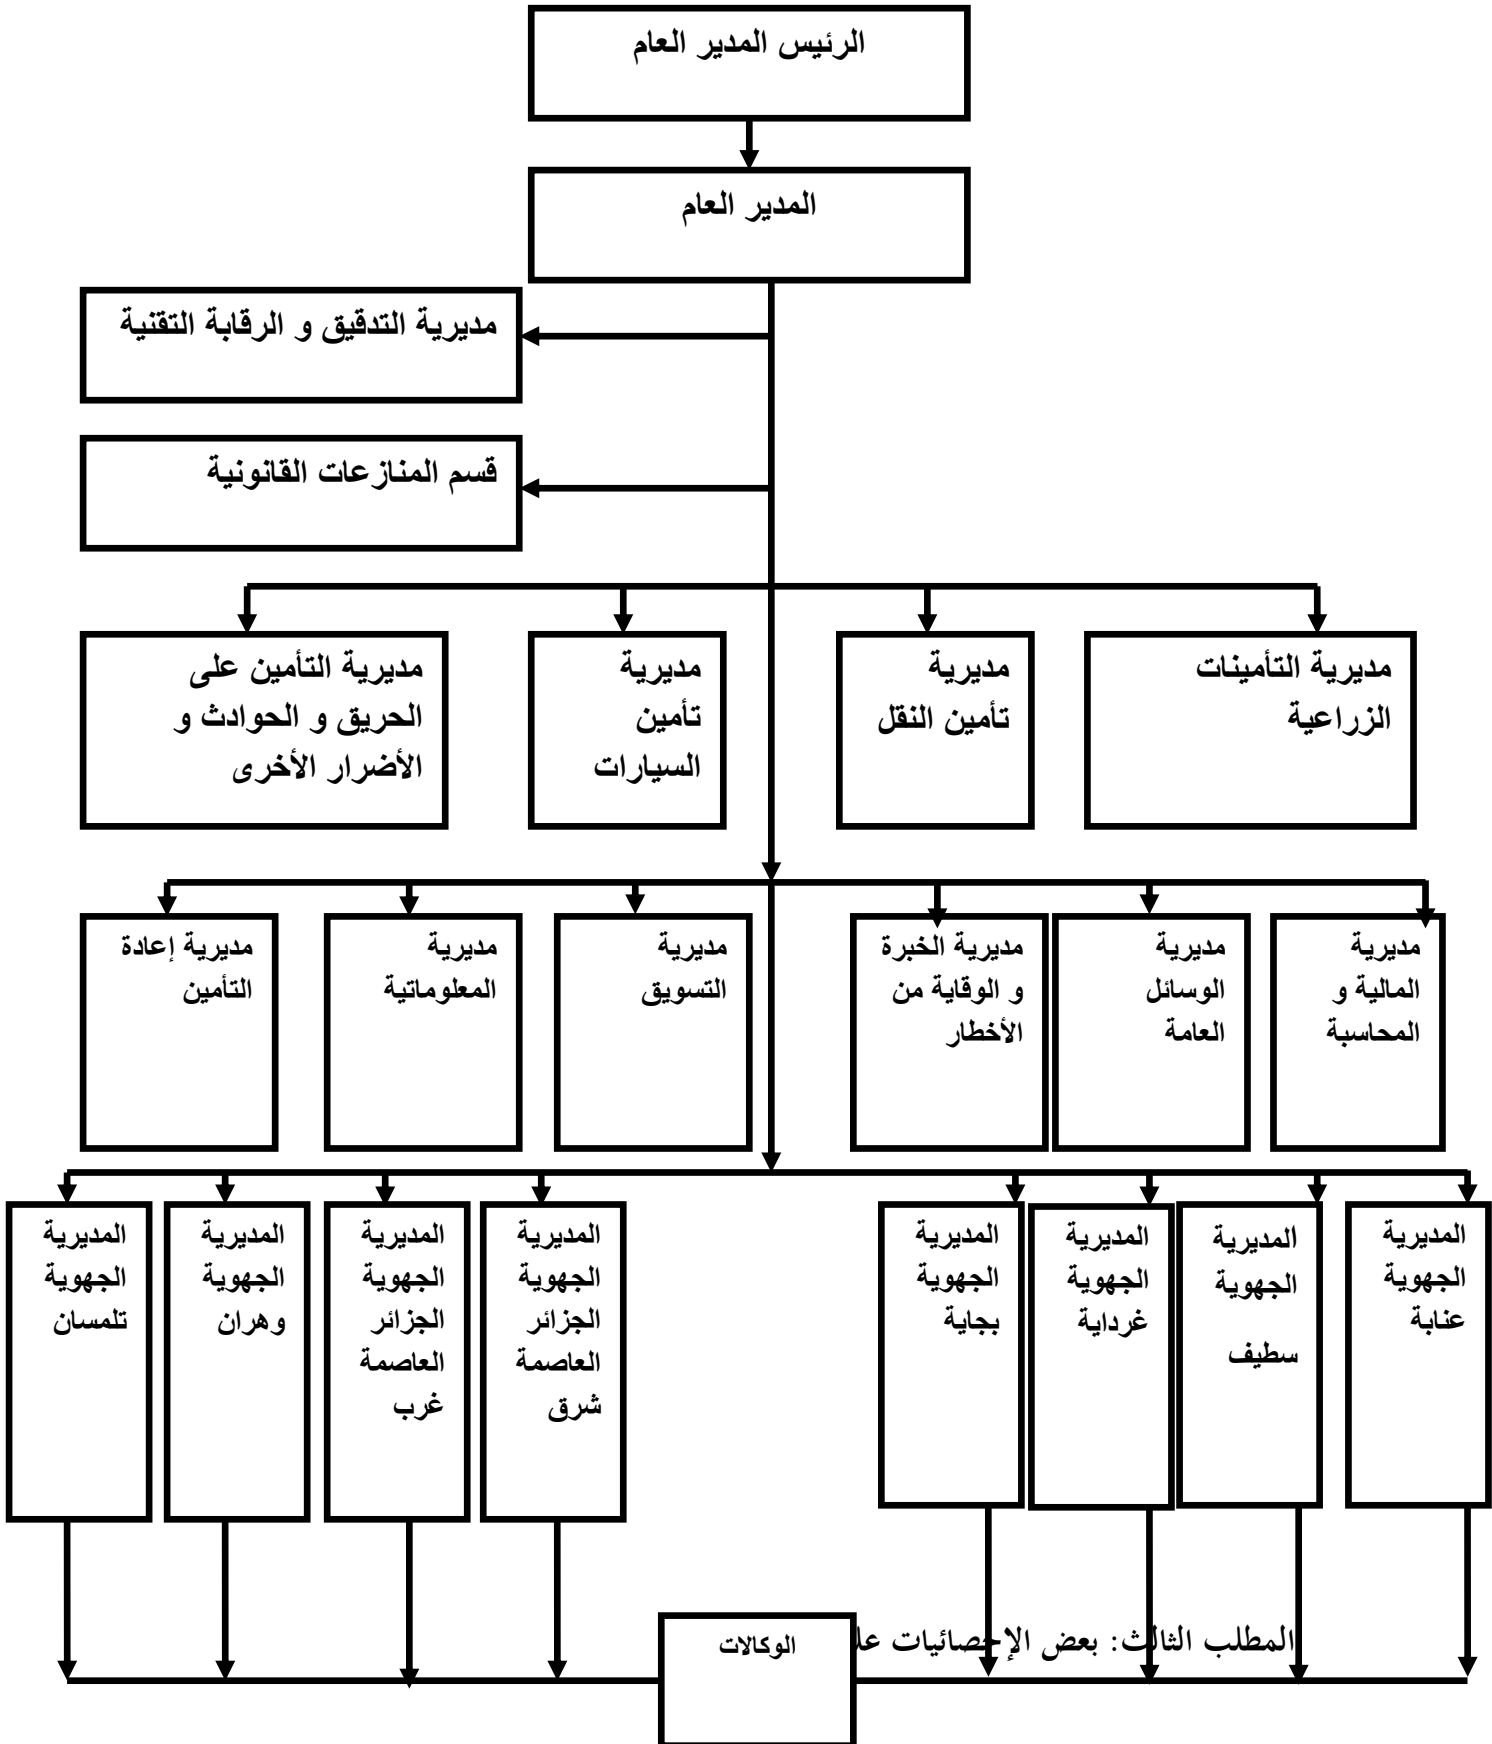 الرئيس المدير العام
المدير العام
مديرية التدقيق و الرقابة التقنية
قسم المنازعات القانونية
مديرية التأمينات
الزراعية
مديرية
تأمين النقل
مديرية
تأمين
السيارات
مديرية التأمين على
الحريق و الحوادث و
الأضرار الأخرى
مديرية
المالية و
المحاسبة
مديرية
الوسائل
العامة
مديرية الخبرة
و الوقاية من
الأخطار
مديرية
التسويق
مديرية
المعلوماتية
مديرية إعادة
التأمين
المديرية
الجهوية
عنابة
المديرية
الجهوية
سطيف
المديرية
الجهوية
غرداية
المديرية
الجهوية
بجاية
المديرية
الجهوية
الجزائر
العاصمة
شرق
المديرية
الجهوية
الجزائر
العاصمة
غرب
المديرية
الجهوية
وهران
المديرية
الجهوية
تلمسان
المطلب الثالث: بعض الإحصائيات
الوكالات